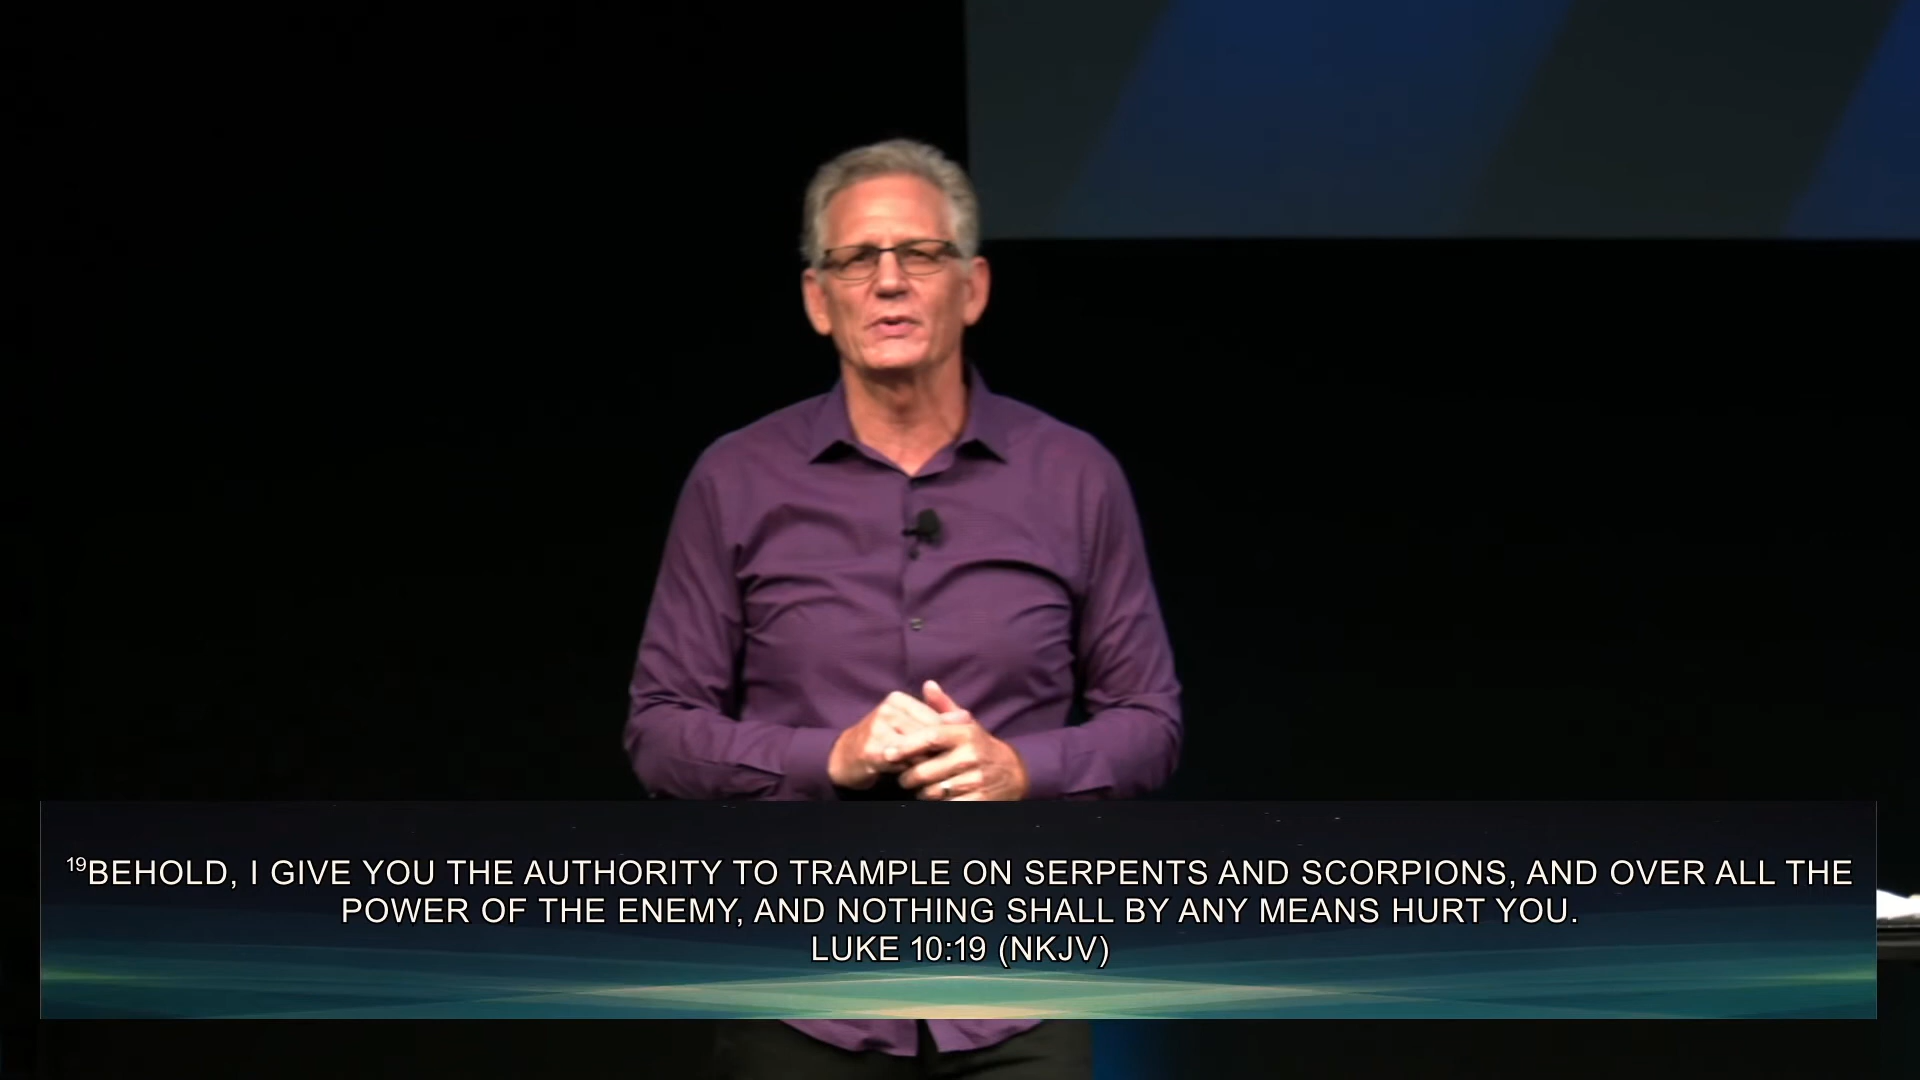 ¹⁹BEHOLD, I GIVE YOU THE AUTHORITY TO TRAMPLE ON SERPENTS AND SCORPIONS, AND OVER ALL THE
POWER OF THE ENEMY, AND NOTHING SHALL BY ANY MEANS HURT YOU.
LUKE 10:19 (NKJV)